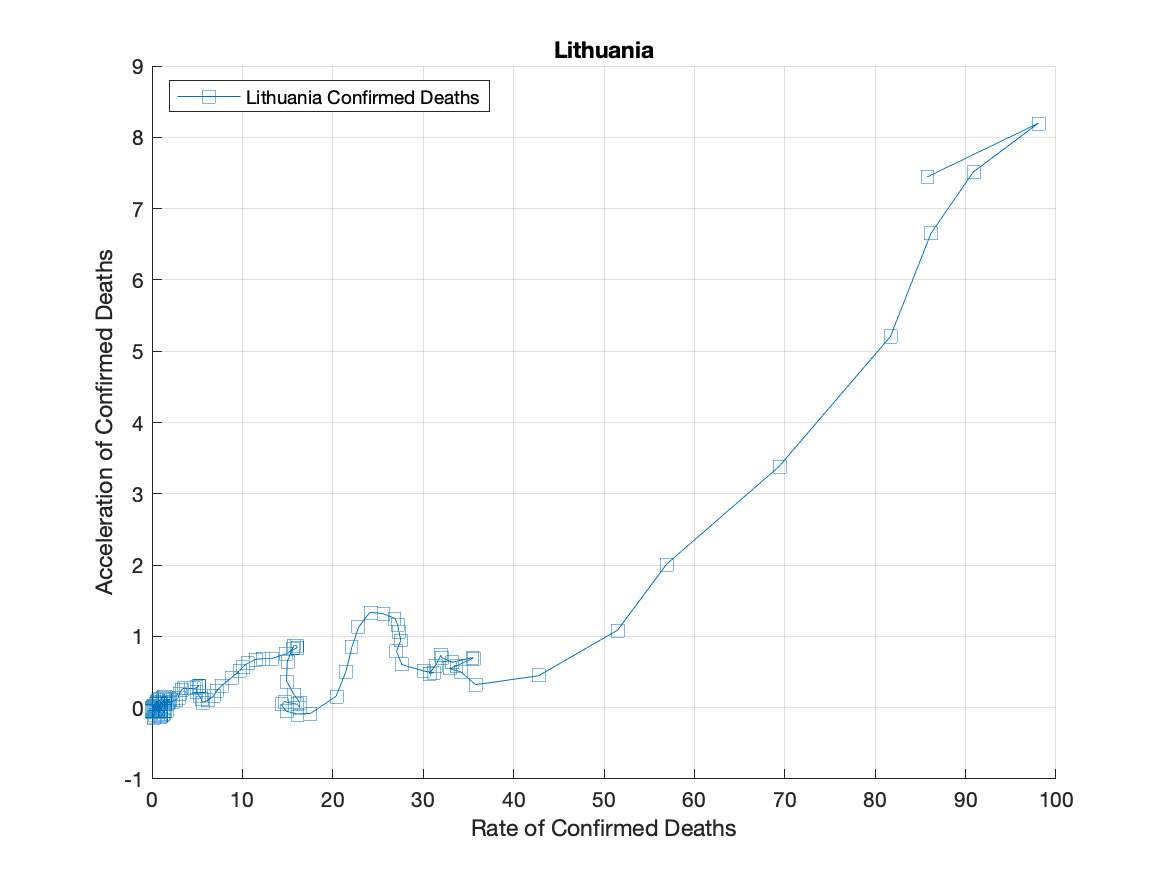 Lithuania
Lithuania Confirmed Deaths
Acceleration of Confirmed Deaths
9
8
7
6
5
4
3
2
1
0
-1
0 10 20 30 40 50 60 70 80 90 100
Rate of Confirmed Deaths